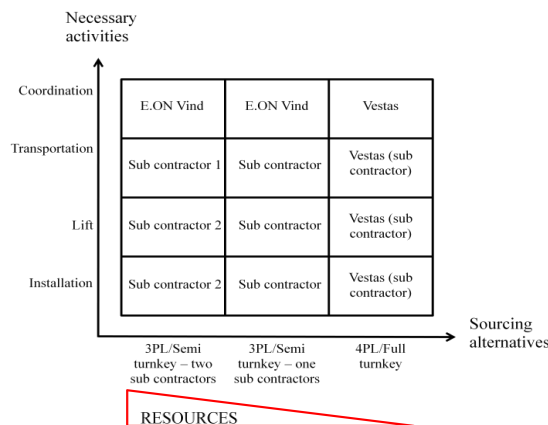 Necessary
activities
Coordination
E.ON Vind
E.ON Vind
Vestas
Transportation
Sub contractor 1
Sub contractor
Vestas (sub
contractor)
Lift
Sub contractor 2
Sub contractor
Vestas (sub
contractor)
Installation
Sub contractor 2
Sub contractor
Vestas (sub
contractor)
Sourcing
alternatives
3PL/Semi
turnkey – two
sub contractors
3PL/Semi
turnkey – one
sub contractors
4PL/Full
turnkey
RESOURCES